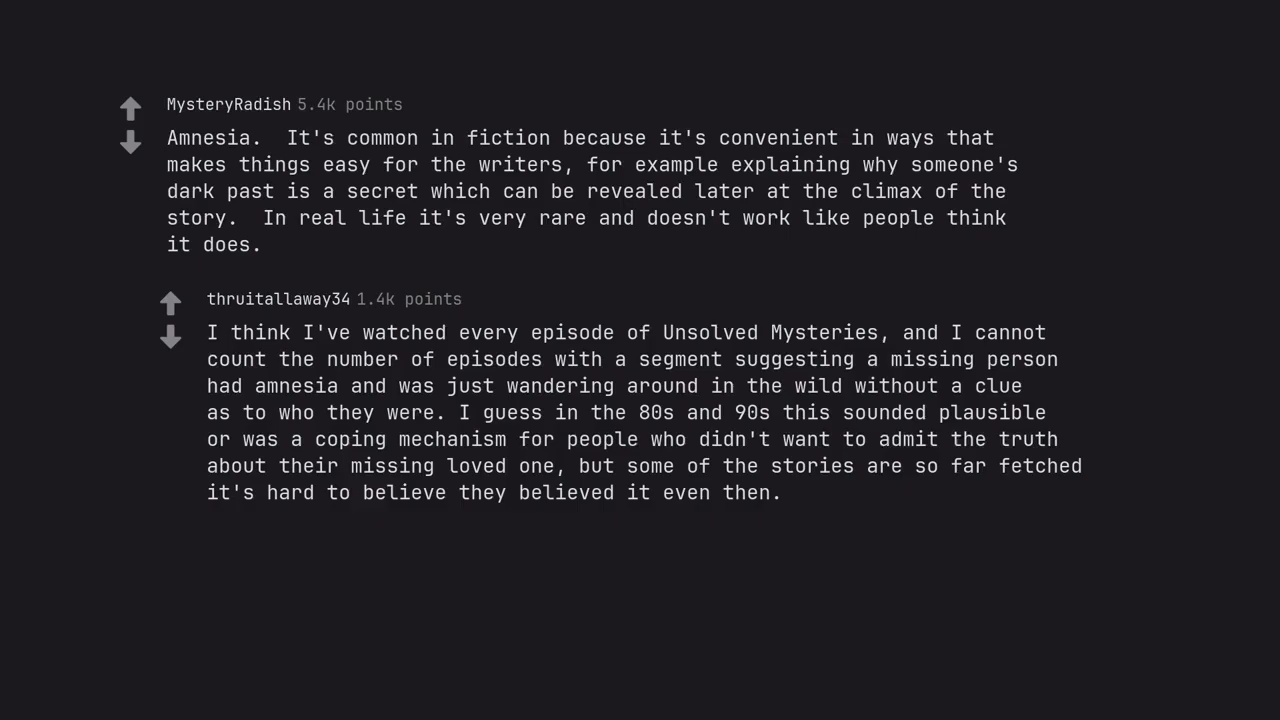 MysteryRadish 5.4k points
Amnesia.  It's common in fiction because it's convenient in ways that
makes things easy for the writers, for example explaining why someone's
dark past is a secret which can be revealed later at the climax of the
story.  In real life it's very rare and doesn't work like people think
it does.
thruitallaway34 1.4k points
I think I've watched every episode of Unsolved Mysteries, and I cannot
count the number of episodes with a segment suggesting a missing person
had amnesia and was just wandering around in the wild without a clue
as to who they were. I guess in the 80s and 90s this sounded plausible
or was a coping mechanism for people who didn't want to admit the truth
about their missing loved one, but some of the stories are so far fetched
it's hard to believe they believed it even then.